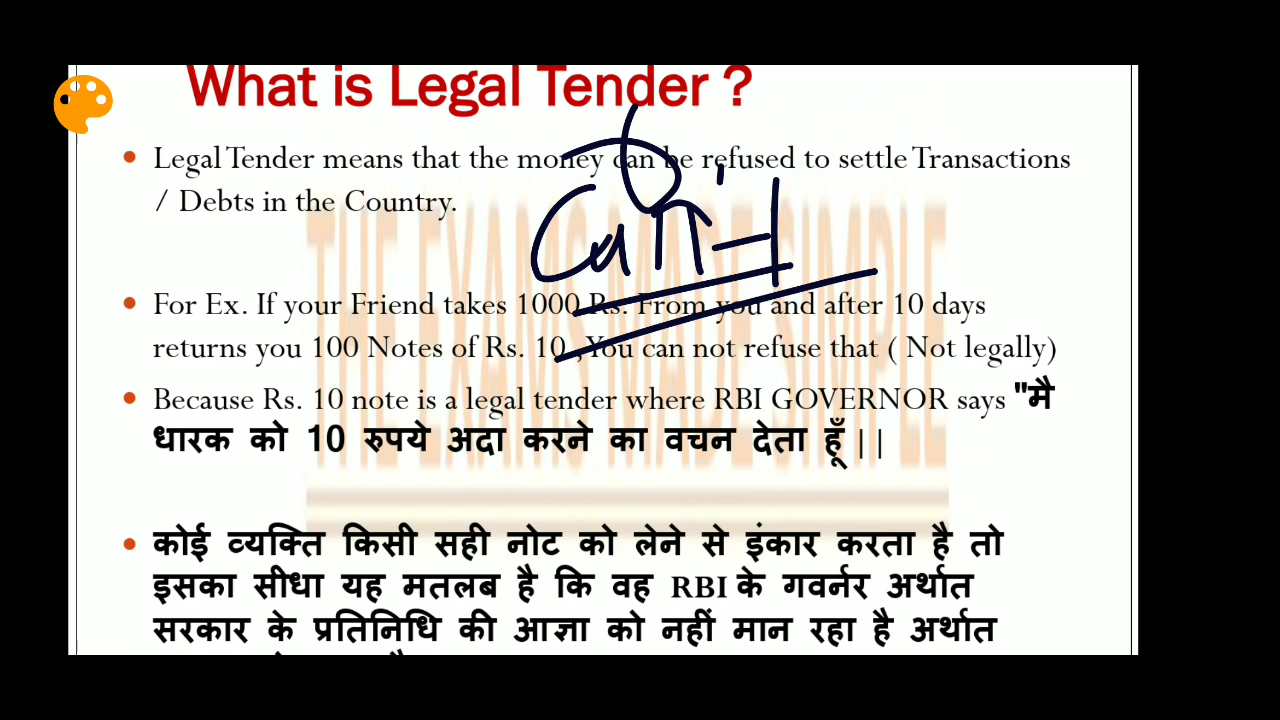 What is Legal Tender ?
Legal Tender means that the money can be refused to settle Transactions
/ Debts in the Country.
For Ex. If your Friend takes 1000 Rs. From you and after 10 days
returns you 100 Notes of Rs. 10 , You can not refuse that ( Not legally)
Because Rs. 10 note is a legal tender where RBI GOVERNOR says "मै
धारक को 10 रुपये अदा करने का वचन देता हूँ ||
कोई व्यक्ति किसी सही नोट को लेने से इंकार करता है तो
इसका सीधा यह मतलब है कि वह RBI के गवर्नर अर्थात
सरकार के प्रतिनिधि की आज्ञा को नहीं मान रहा है अर्थात
THE EXAMS MADE SIMPLE